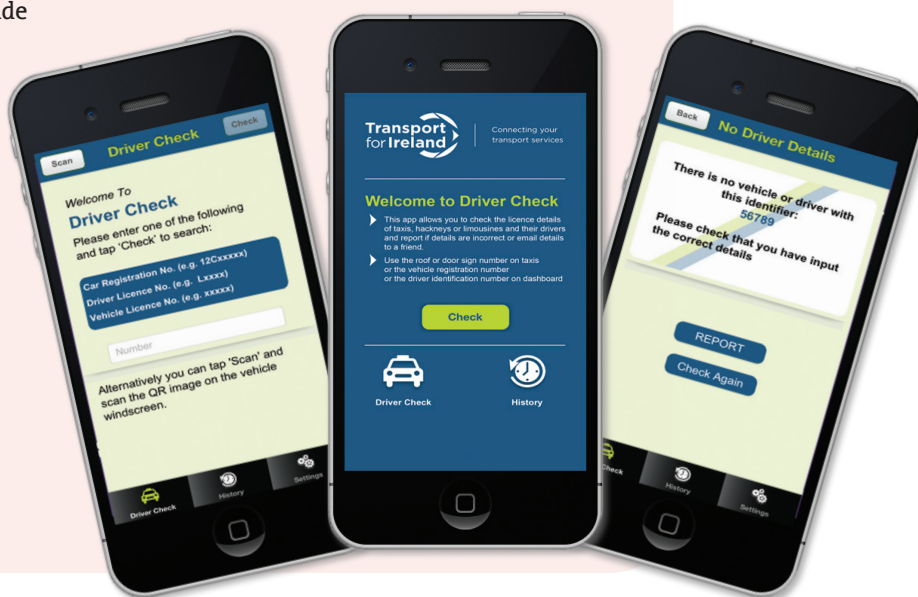 ide
Scan
Driver Check
Check
Welcome To
Driver Check
Please enter one of the following
and tap 'Check' to search:
Car Registration No. (e.g. 12Cxxxxx)
Driver Licence No. (e.g. Lxxxx)
Vehicle Licence No. (e.g. xxxxx)
Number
Alternatively you can tap 'Scan' and
scan the QR image on the vehicle
windscreen.
Driver Check
History
Settings
Transport
for Ireland
Connecting your
transport services
Welcome to Driver Check
This app allows you to check the licence details
of taxis, hackneys or limousines and their drivers
and report if details are incorrect or email details
to a friend.
Use the roof or door sign number on taxis
or the vehicle registration number
or the driver identification number on dashboard
Check
Driver Check
History
Back
No Driver Details
There is no vehicle or driver with
this identifier:
56789
Please check that you have input
the correct details
REPORT
Check Again
Check
History
Settings